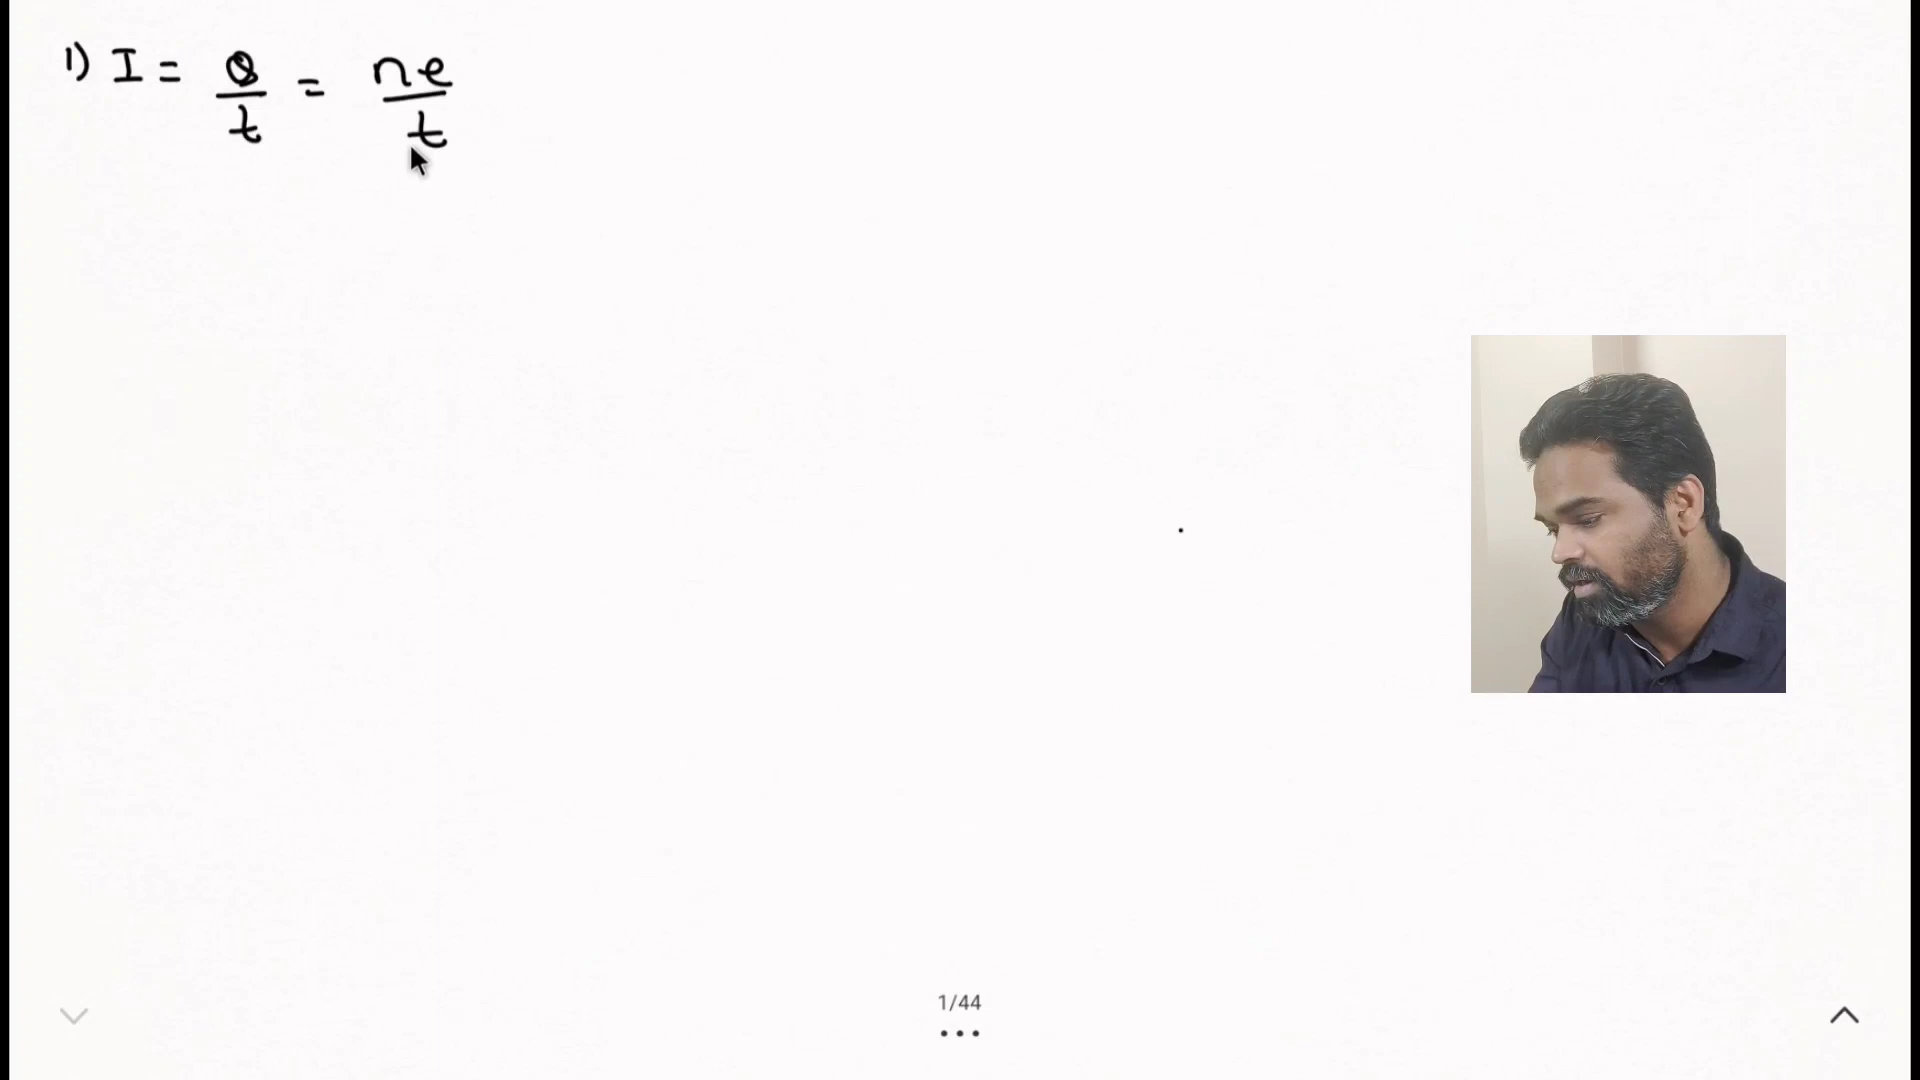 1) I = Q/t = ne/t
1/44